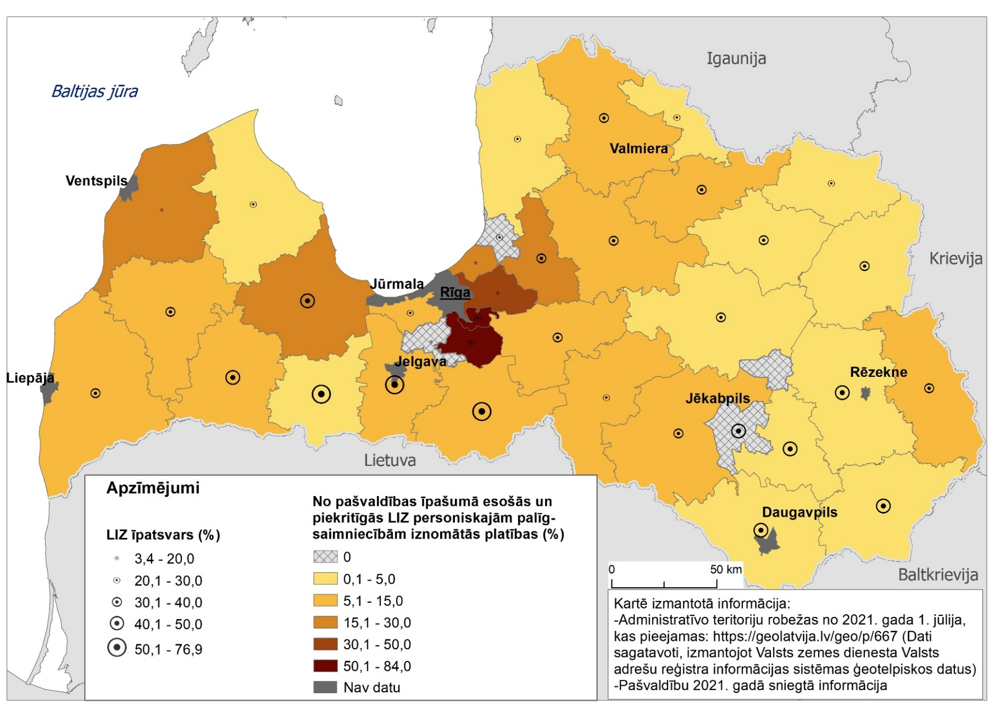 Igaunija
Baltijas jūra
Valmiera
Ventspils
Krievija
Jūrmala
Rīga
Jelgava
Liepāja
Rēzekne
Jēkabpils
Lietuva
Daugavpils
Baltkrievija
Apzīmējumi
LIZ īpatsvars (%)
3,4 - 20,0
20,1 - 30,0
30,1 - 40,0
40,1 - 50,0
50,1 - 76,9
No pašvaldības īpašumā esošās un
piekritīgās LIZ personiskajām palīg-
saimniecībām iznomātās platības (%)
0
0,1 - 5,0
5,1 - 15,0
15,1 - 30,0
30,1 - 50,0
50,1 - 84,0
Nav datu
0 50 km
Kartē izmantotā informācija:
-Administratīvo teritoriju robežas no 2021. gada 1. jūlija,
kas pieejamas: https://geolatvija.lv/geo/p/667 (Dati
sagatavoti, izmantojot Valsts zemes dienesta Valsts
adrešu reģistra informācijas sistēmas ģeotelpiskos datus)
-Pašvaldību 2021. gadā sniegtā informācija